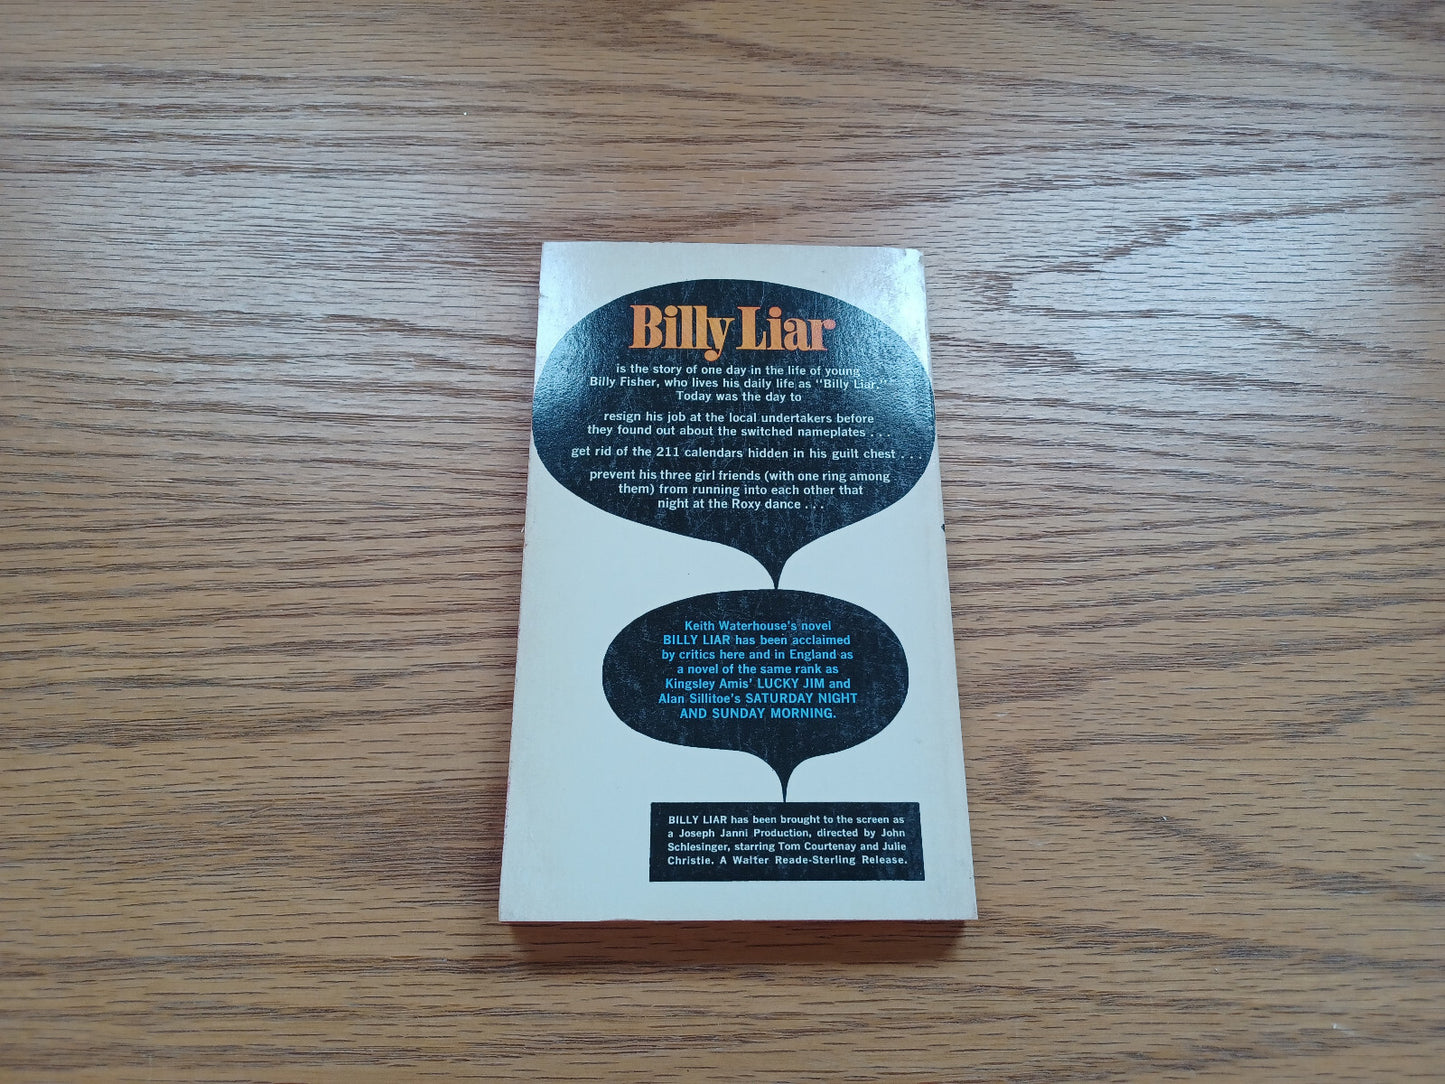 Billy Liar
is the story of one day in the life of young
Billy Fisher, who lives his daily life as "Billy Liar."
Today was the day to
resign his job at the local undertakers before
they found out about the switched nameplates . . .
get rid of the 211 calendars hidden in his guilt chest . . .
prevent his three girl friends (with one ring among
them) from running into each other that
night at the Roxy dance . . .
Keith Waterhouse's novel
BILLY LIAR has been acclaimed
by critics here and in England as
a novel of the same rank as
Kingsley Amis' LUCKY JIM and
Alan Sillitoe's SATURDAY NIGHT
AND SUNDAY MORNING.
BILLY LIAR has been brought to the screen as
a Joseph Janni Production, directed by John
Schlesinger, starring Tom Courtenay and Julie
Christie. A Walter Reade-Sterling Release.